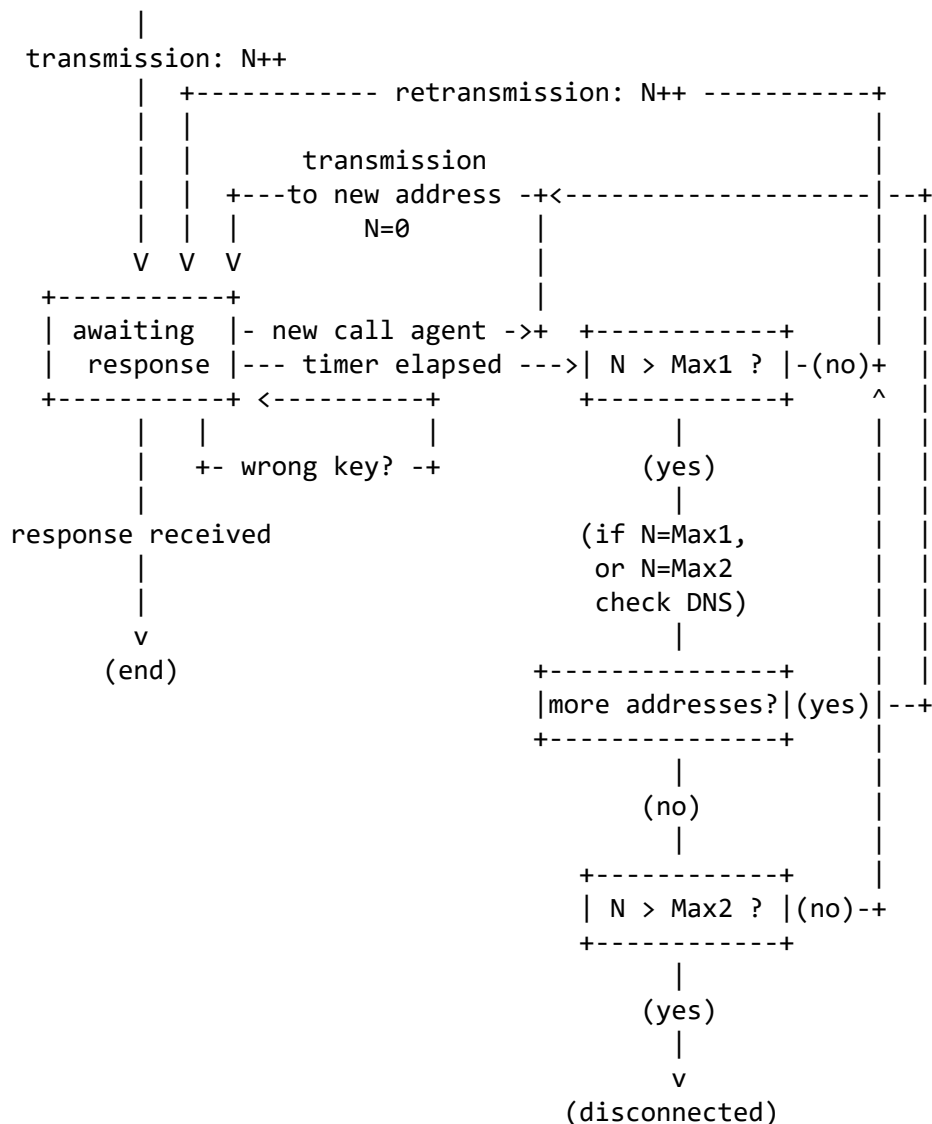 |
transmission: N++
| +------------ retransmission: N++ -----------+
| | |
| | transmission |
| | +---to new address -+<--------------------|--+
| | | N=0 | | |
V V V | | |
+-----------+ | | |
| awaiting |- new call agent ->+ +------------+ | |
| response |--- timer elapsed --->| N > Max1 ? |-(no)+ |
+-----------+ <----------+ +------------+ ^ |
| | | | | |
| +- wrong key? -+ (yes) | |
| | | |
response received (if N=Max1, | |
| or N=Max2 | |
| check DNS) | |
v | | |
(end) +---------------+ | |
|more addresses?|(yes)|--+
+---------------+ |
| |
(no) |
| |
+------------+ |
| N > Max2 ? |(no)-+
+------------+
|
(yes)
|
v
(disconnected)